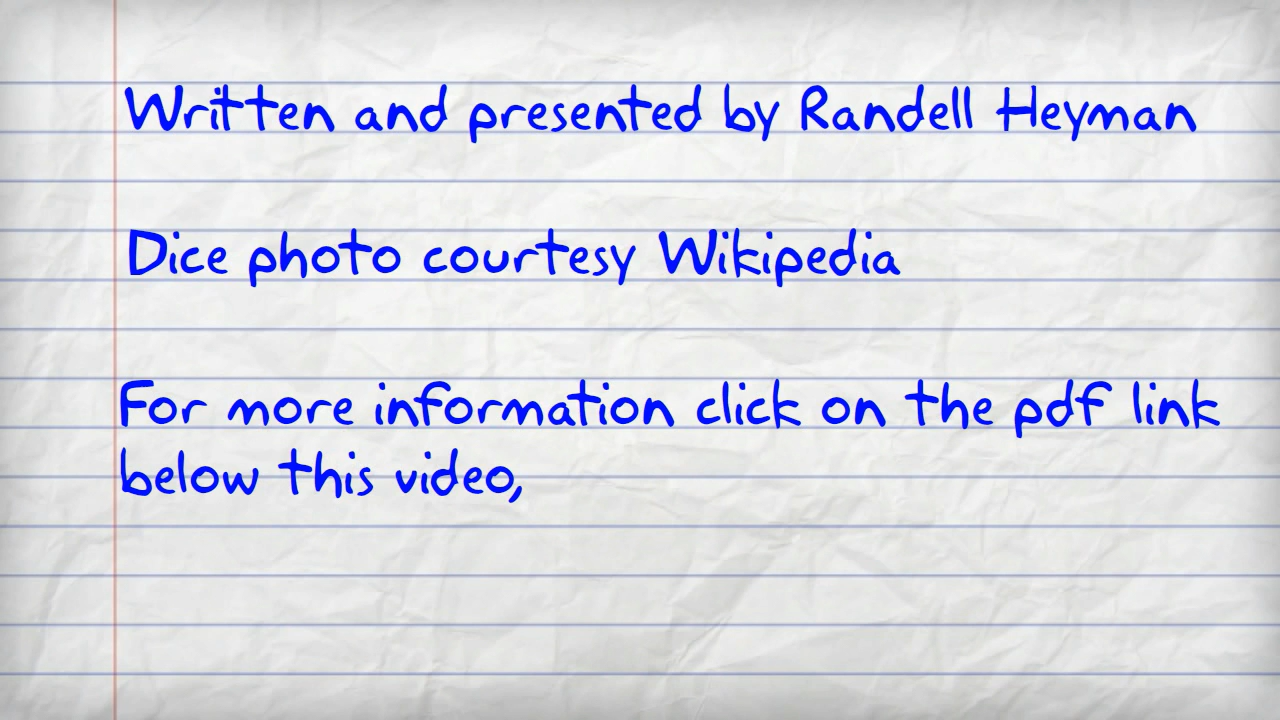 Written and presented by Randell Heyman
Dice photo courtesy Wikipedia
For more information click on the pdf link
below this video,